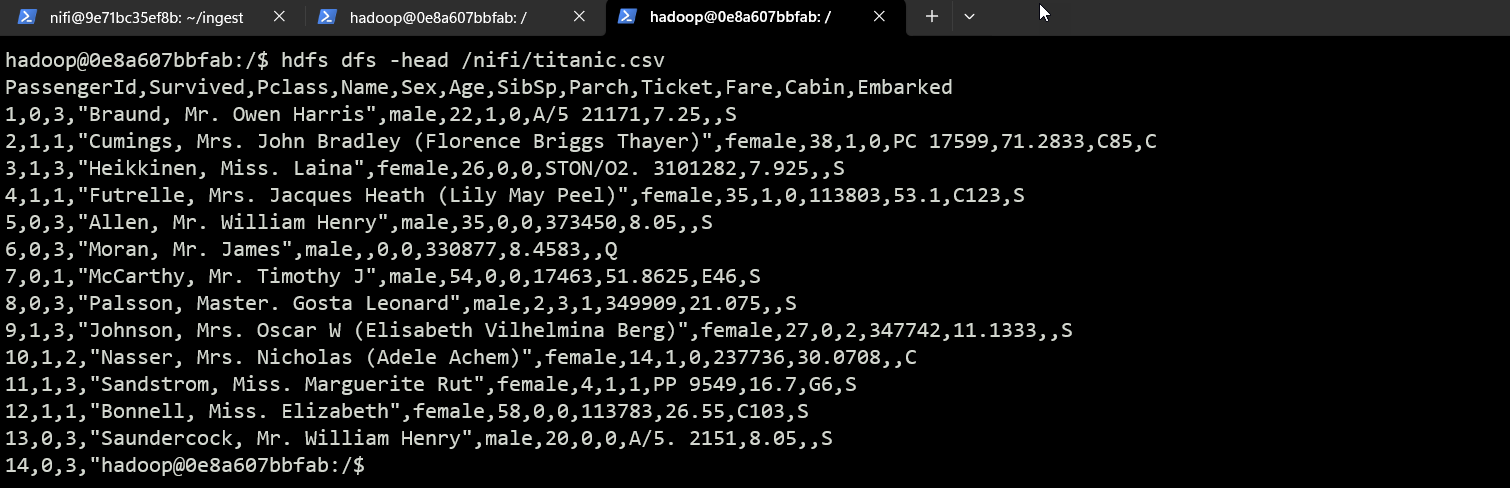 nifi@9e71bc35ef8b: ~/ingest
hadoop@0e8a607bbfab: /
hadoop@0e8a607bbfab: /
hadoop@0e8a607bbfab:/$ hdfs dfs -head /nifi/titanic.csv
PassengerId,Survived,Pclass,Name,Sex,Age,SibSp,Parch,Ticket,Fare,Cabin,Embarked
1,0,3,"Braund, Mr. Owen Harris",male,22,1,0,A/5 21171,7.25,,S
2,1,1,"Cumings, Mrs. John Bradley (Florence Briggs Thayer)",female,38,1,0,PC 17599,71.2833,C85,C
3,1,3,"Heikkinen, Miss. Laina",female,26,0,0,STON/O2. 3101282,7.925,,S
4,1,1,"Futrelle, Mrs. Jacques Heath (Lily May Peel)",female,35,1,0,113803,53.1,C123,S
5,0,3,"Allen, Mr. William Henry",male,35,0,0,373450,8.05,,S
6,0,3,"Moran, Mr. James",male,,0,0,330877,8.4583,,Q
7,0,1,"McCarthy, Mr. Timothy J",male,54,0,0,17463,51.8625,E46,S
8,0,3,"Palsson, Master. Gosta Leonard",male,2,3,1,349909,21.075,,S
9,1,3,"Johnson, Mrs. Oscar W (Elisabeth Vilhelmina Berg)",female,27,0,2,347742,11.1333,,S
10,1,2,"Nasser, Mrs. Nicholas (Adele Achem)",female,14,1,0,237736,30.0708,,C
11,1,3,"Sandstrom, Miss. Marguerite Rut",female,4,1,1,PP 9549,16.7,G6,S
12,1,1,"Bonnell, Miss. Elizabeth",female,58,0,0,113783,26.55,C103,S
13,0,3,"Saundercock, Mr. William Henry",male,20,0,0,A/5. 2151,8.05,,S
14,0,3,"hadoop@0e8a607bbfab:/$